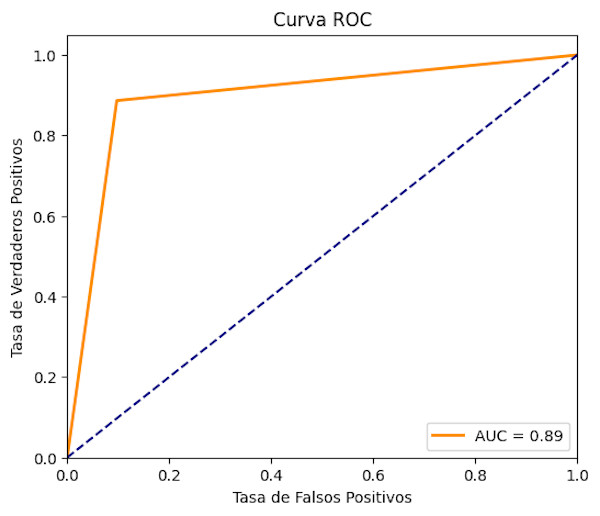 Curva ROC
1.0
0.8
0.6
0.4
0.2
0.0
Tasa de Verdaderos Positivos
AUC = 0.89
0.0 0.2 0.4 0.6 0.8 1.0
Tasa de Falsos Positivos